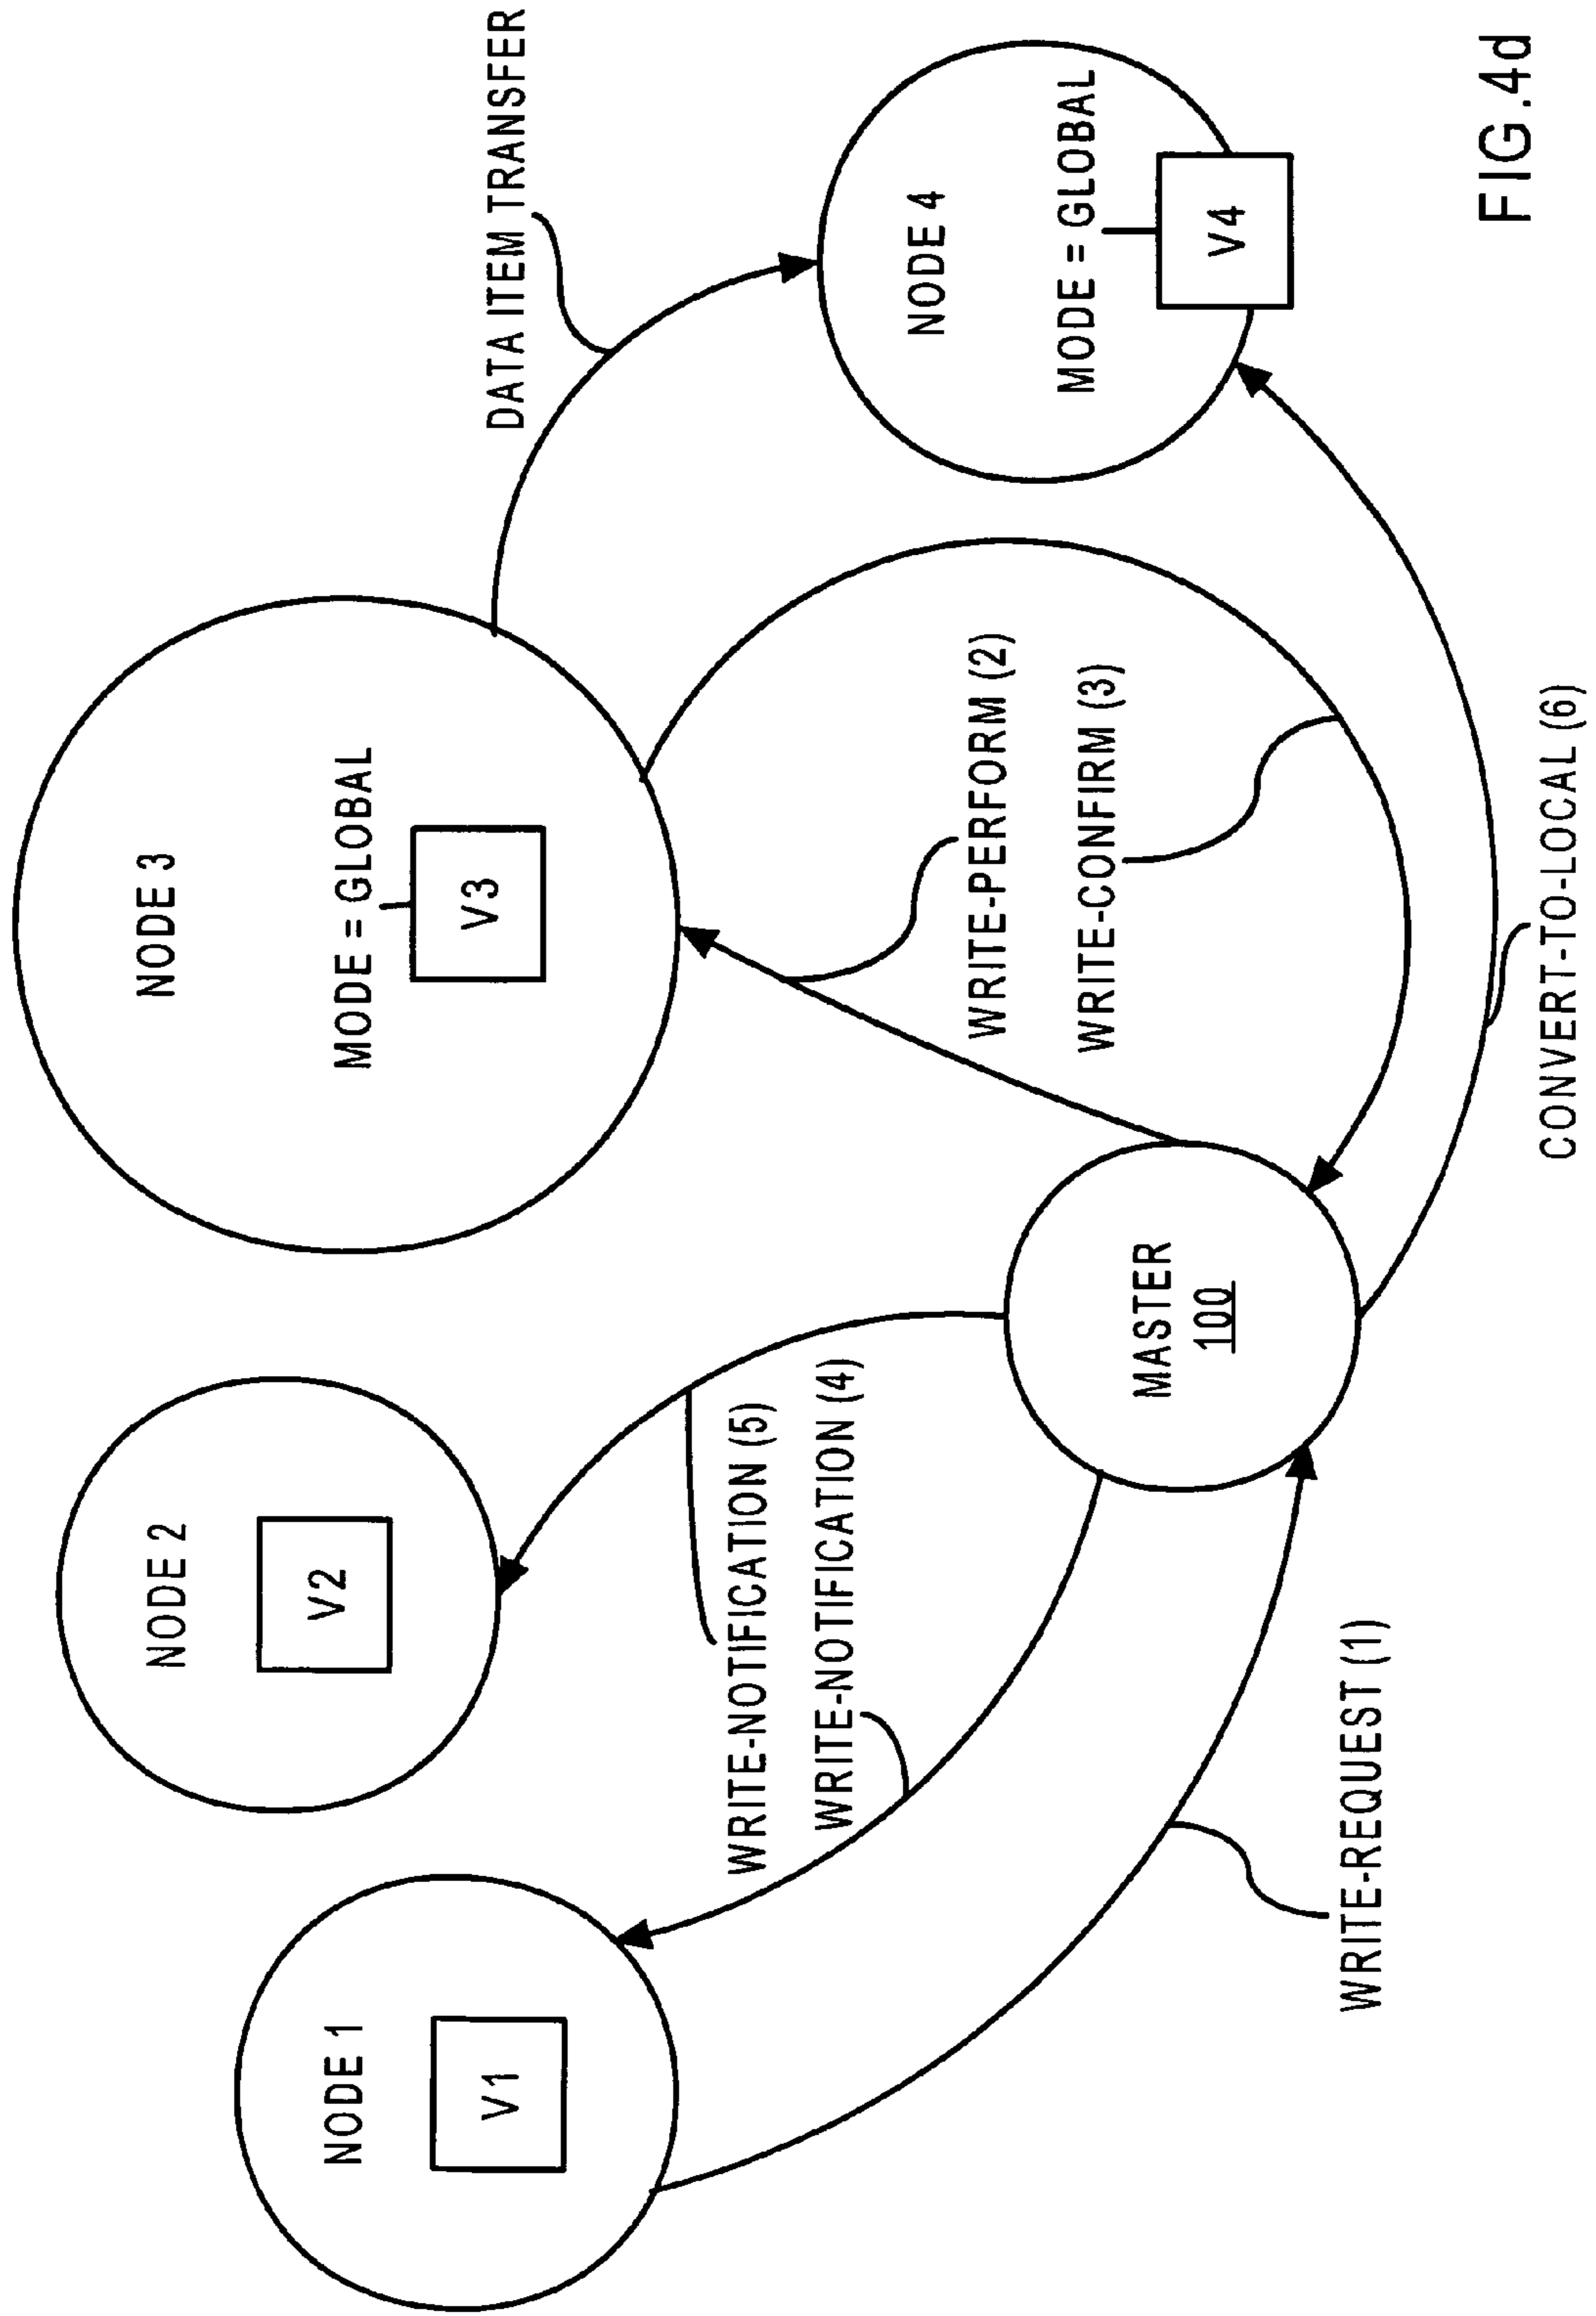 NODE 1
V1
NODE 2
V2
NODE 3
MODE = GLOBAL
V3
DATA ITEM TRANSFER
NODE 4
MODE = GLOBAL
V4
WRITE-NOTIFICATION (5)
WRITE-NOTIFICATION (4)
WRITE-PERFORM (2)
WRITE-CONFIRM (3)
MASTER
100
WRITE-REQUEST (1)
CONVERT-TO-LOCAL (6)
FIG.4d